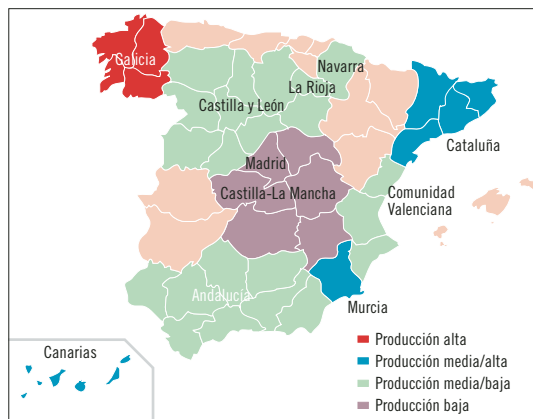 Galicia
Navarra
La Rioja
Castilla y León
Madrid
Cataluña
Castilla-La Mancha
Comunidad
Valenciana
Andalucía
Murcia
Canarias
Producción alta
Producción media/alta
Producción media/baja
Producción baja